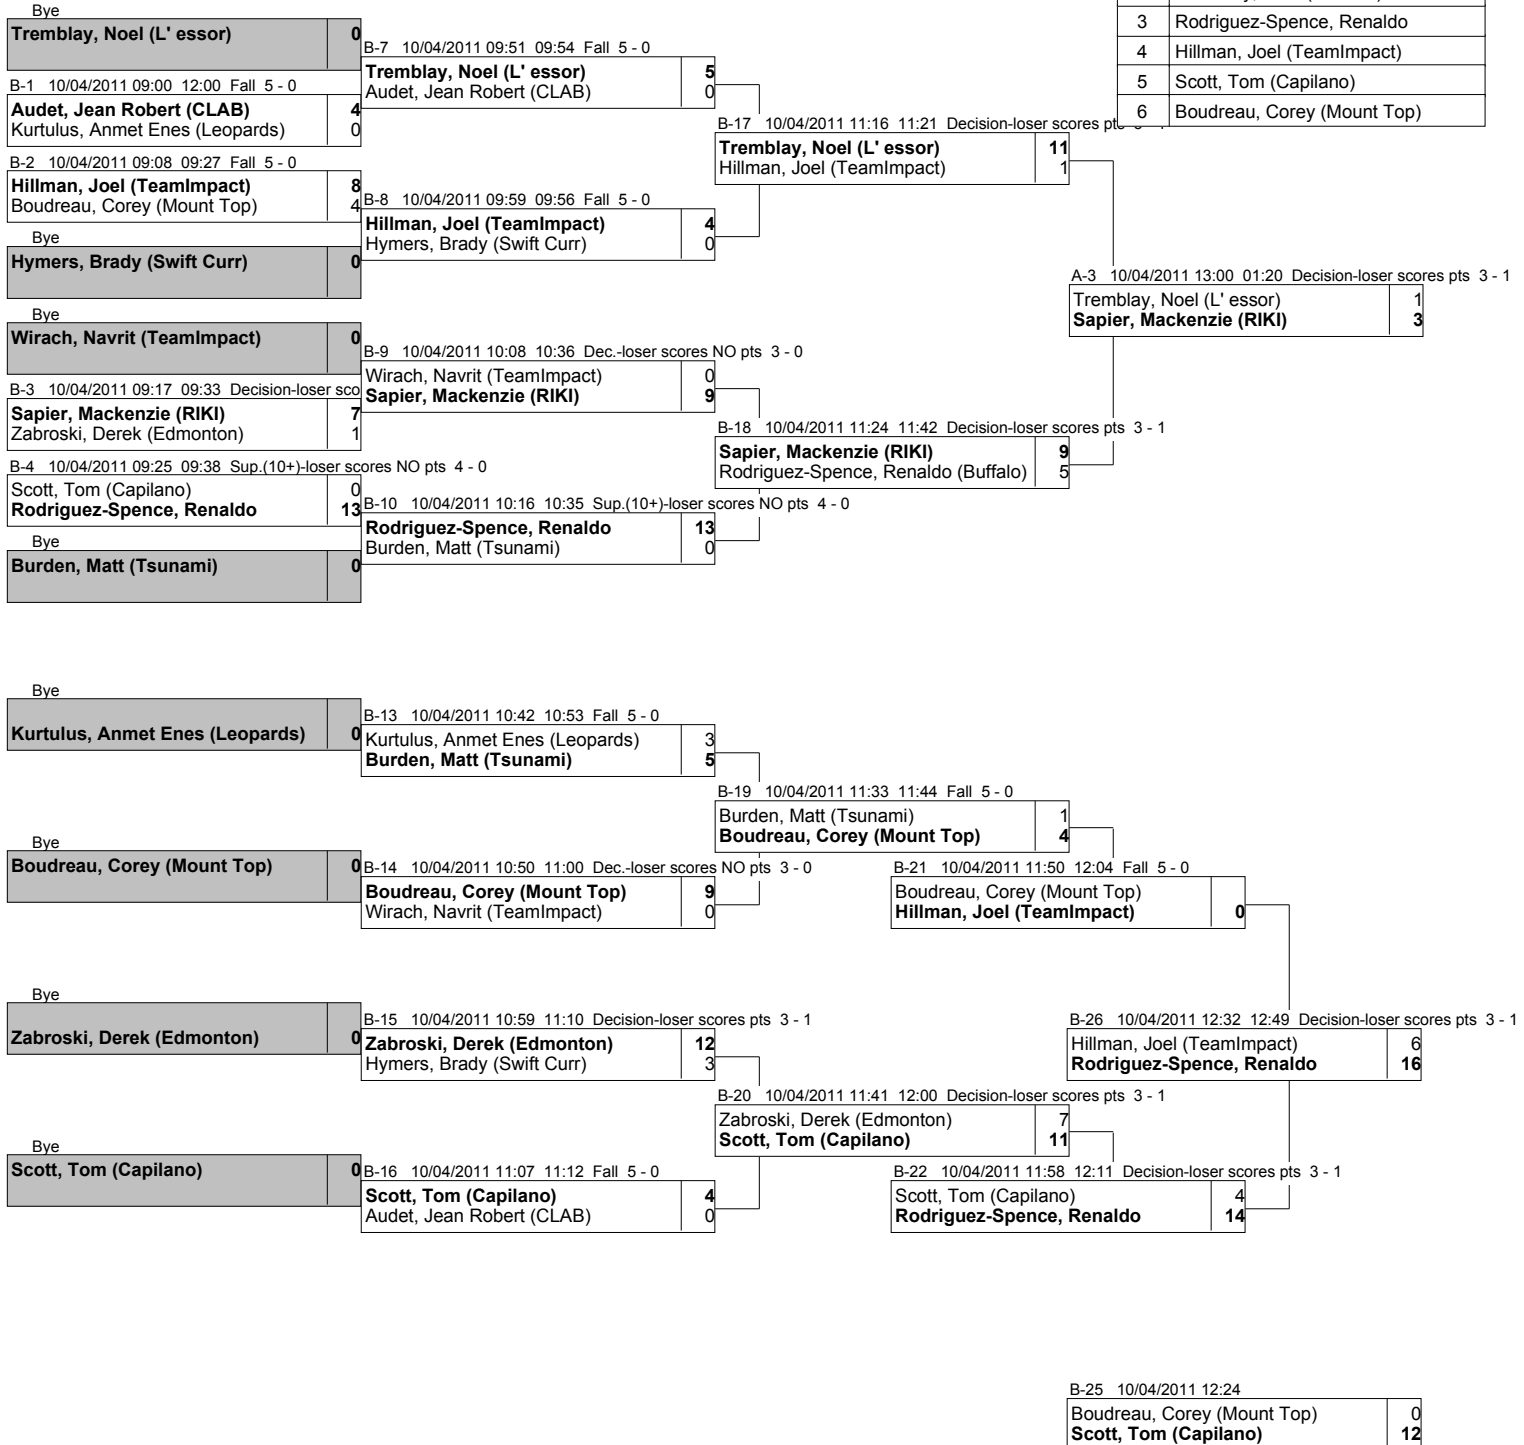 Bye
Tremblay, Noel (L' essor) 0
B-1 10/04/2011 09:00 12:00 Fall 5 - 0
Audet, Jean Robert (CLAB) 4
Kurtulus, Anmet Enes (Leopards) 0
B-2 10/04/2011 09:08 09:27 Fall 5 - 0
Hillman, Joel (TeamImpact) 8
Boudreau, Corey (Mount Top) 4
Bye
Hymers, Brady (Swift Curr) 0
Bye
Wirach, Navrit (TeamImpact) 0
B-3 10/04/2011 09:17 09:33 Decision-loser sco
Sapier, Mackenzie (RIKI) 7
Zabroski, Derek (Edmonton) 1
B-4 10/04/2011 09:25 09:38 Sup.(10+)-loser scores NO pts 4 - 0
Scott, Tom (Capilano) 0
Rodriguez-Spence, Renaldo 13
Bye
Burden, Matt (Tsunami) 0
B-7 10/04/2011 09:51 09:54 Fall 5 - 0
Tremblay, Noel (L' essor) 5
Audet, Jean Robert (CLAB) 0
B-8 10/04/2011 09:59 09:56 Fall 5 - 0
Hillman, Joel (TeamImpact) 4
Hymers, Brady (Swift Curr) 0
B-9 10/04/2011 10:08 10:36 Dec.-loser scores NO pts 3 - 0
Wirach, Navrit (TeamImpact) 0
Sapier, Mackenzie (RIKI) 9
B-10 10/04/2011 10:16 10:35 Sup.(10+)-loser scores NO pts 4 - 0
Rodriguez-Spence, Renaldo 13
Burden, Matt (Tsunami) 0
B-17 10/04/2011 11:16 11:21 Decision-loser scores pt
Tremblay, Noel (L' essor) 11
Hillman, Joel (TeamImpact) 1
B-18 10/04/2011 11:24 11:42 Decision-loser scores pts 3 - 1
Sapier, Mackenzie (RIKI) 9
Rodriguez-Spence, Renaldo (Buffalo) 5
A-3 10/04/2011 13:00 01:20 Decision-loser scores pts 3 - 1
Tremblay, Noel (L' essor) 1
Sapier, Mackenzie (RIKI) 3
3 Rodriguez-Spence, Renaldo
4 Hillman, Joel (TeamImpact)
5 Scott, Tom (Capilano)
6 Boudreau, Corey (Mount Top)
Bye
Kurtulus, Anmet Enes (Leopards) 0
Bye
Boudreau, Corey (Mount Top) 0
Bye
Zabroski, Derek (Edmonton) 0
Bye
Scott, Tom (Capilano) 0
B-13 10/04/2011 10:42 10:53 Fall 5 - 0
Kurtulus, Anmet Enes (Leopards) 3
Burden, Matt (Tsunami) 5
B-14 10/04/2011 10:50 11:00 Dec.-loser scores NO pts 3 - 0
Boudreau, Corey (Mount Top) 9
Wirach, Navrit (TeamImpact) 0
B-15 10/04/2011 10:59 11:10 Decision-loser scores pts 3 - 1
Zabroski, Derek (Edmonton) 12
Hymers, Brady (Swift Curr) 3
B-16 10/04/2011 11:07 11:12 Fall 5 - 0
Scott, Tom (Capilano) 4
Audet, Jean Robert (CLAB) 0
B-19 10/04/2011 11:33 11:44 Fall 5 - 0
Burden, Matt (Tsunami) 1
Boudreau, Corey (Mount Top) 4
B-20 10/04/2011 11:41 12:00 Decision-loser scores pts 3 - 1
Zabroski, Derek (Edmonton) 7
Scott, Tom (Capilano) 11
B-21 10/04/2011 11:50 12:04 Fall 5 - 0
Boudreau, Corey (Mount Top)
Hillman, Joel (TeamImpact) 0
B-22 10/04/2011 11:58 12:11 Decision-loser scores pts 3 - 1
Scott, Tom (Capilano) 4
Rodriguez-Spence, Renaldo 14
B-26 10/04/2011 12:32 12:49 Decision-loser scores pts 3 - 1
Hillman, Joel (TeamImpact) 6
Rodriguez-Spence, Renaldo 16
B-25 10/04/2011 12:24
Boudreau, Corey (Mount Top) 0
Scott, Tom (Capilano) 12